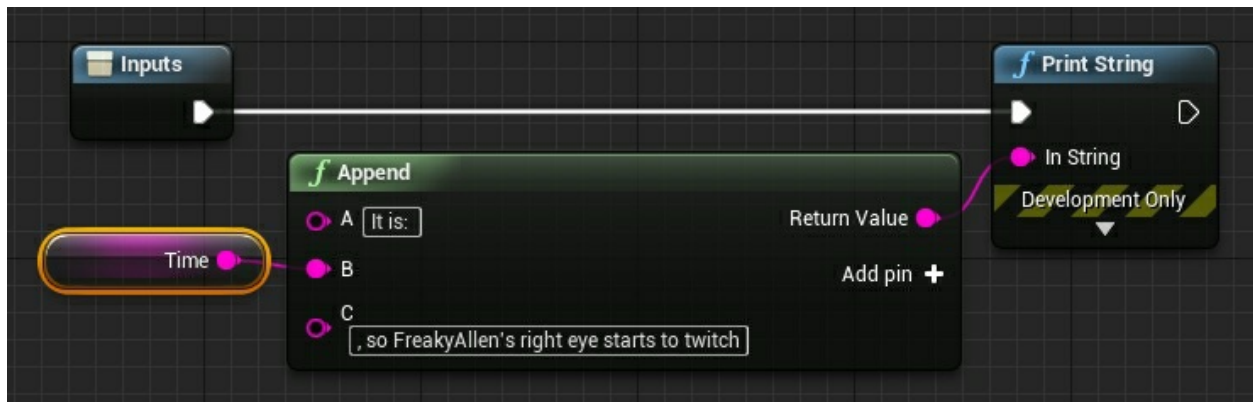 Inputs
f Print String
In String
Development Only
f Append
A It is:
Return Value
Time
B
Add pin +
C
, so FreakyAllen's right eye starts to twitch